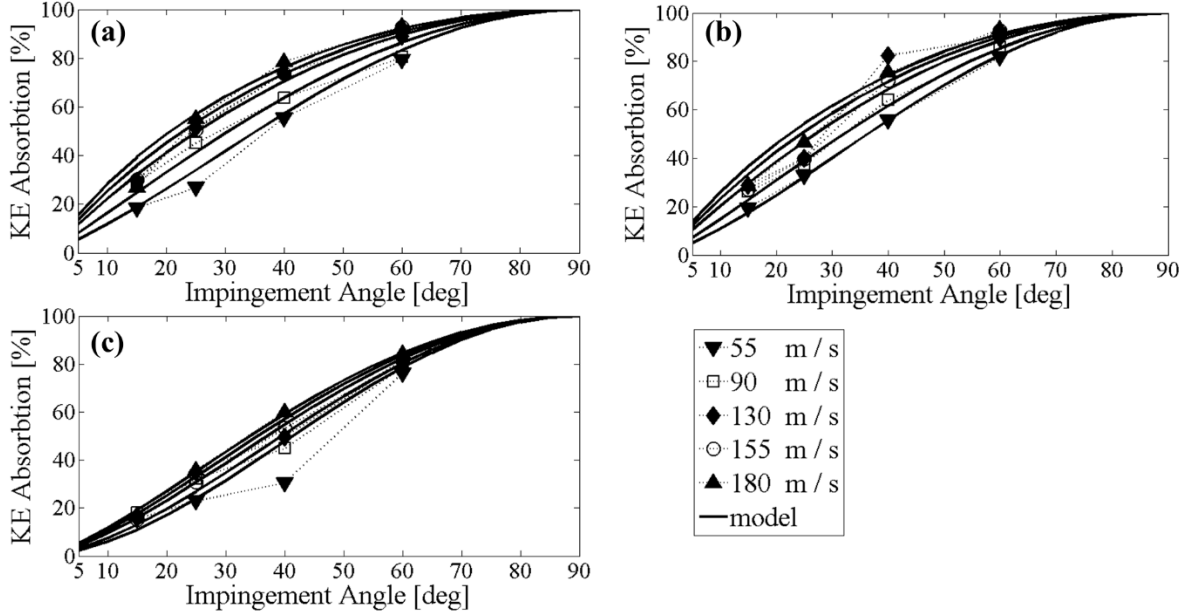 (a)
KE Absorbtion [%]
100
80
60
40
20
0
5 10 20 30 40 50 60 70 80 90
Impingement Angle [deg]
(b)
KE Absorbtion [%]
100
80
60
40
20
0
5 10 20 30 40 50 60 70 80 90
Impingement Angle [deg]
(c)
KE Absorbtion [%]
100
80
60
40
20
0
5 10 20 30 40 50 60 70 80 90
Impingement Angle [deg]
55 m / s
90 m / s
130 m / s
155 m / s
180 m / s
model